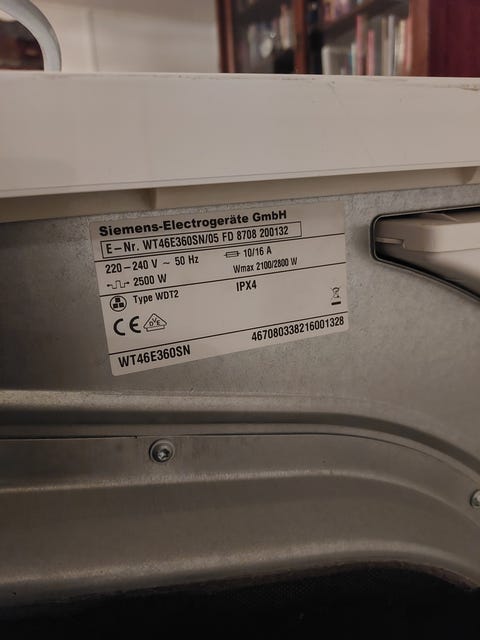 Siemens-Electrogeräte GmbH
E-Nr. WT46E360SN/05 FD 8708 200132
220-240 V ~ 50 Hz 10/16 A
2500 W Wmax 2100/2800 W
Type WDT2 IPX4
CE DVE
WT46E360SN 467080338216001328